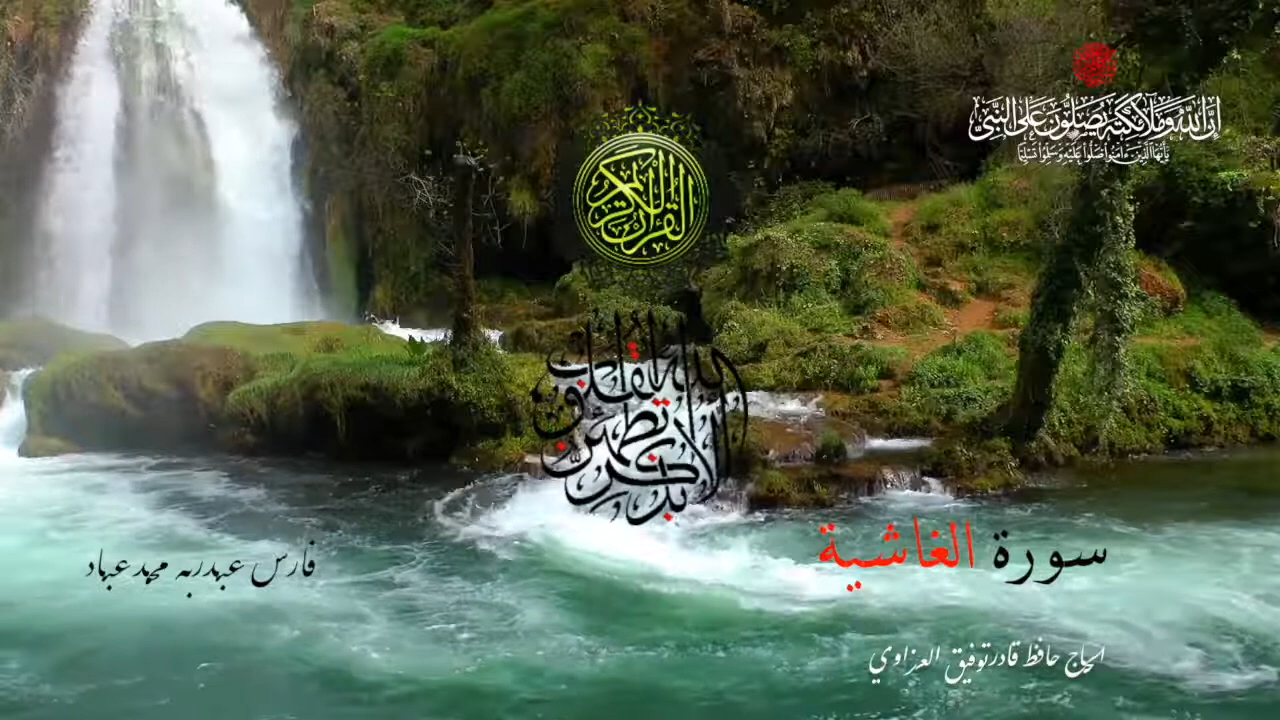 إن الله وملائكته يصلون على النبي
يا أيها الذين آمنوا صلوا عليه وسلموا تسليما
القرآن الكريم
ألا بذكر الله تطمئن القلوب
سورة الغاشية
فارس عبدربه محمد عباد
الحاج حافظ قادر توفيق العزاوي